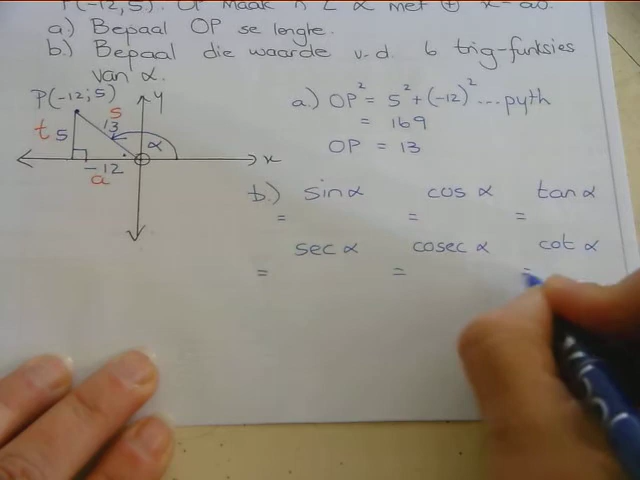 P(-12;5). OP maak 'n ∠ α met ⊕ x-as.
a.) Bepaal OP se lengte.
b.) Bepaal die waarde v.d. 6 trig-funksies
van α.
P(-12;5)
y
s
t 5
13
α
x
-12
a
a.) OP² = 5² + (-12)² ...pyth
= 169
OP = 13
b.) sin α cos α tan α
= = =
sec α cosec α cot α
= = =